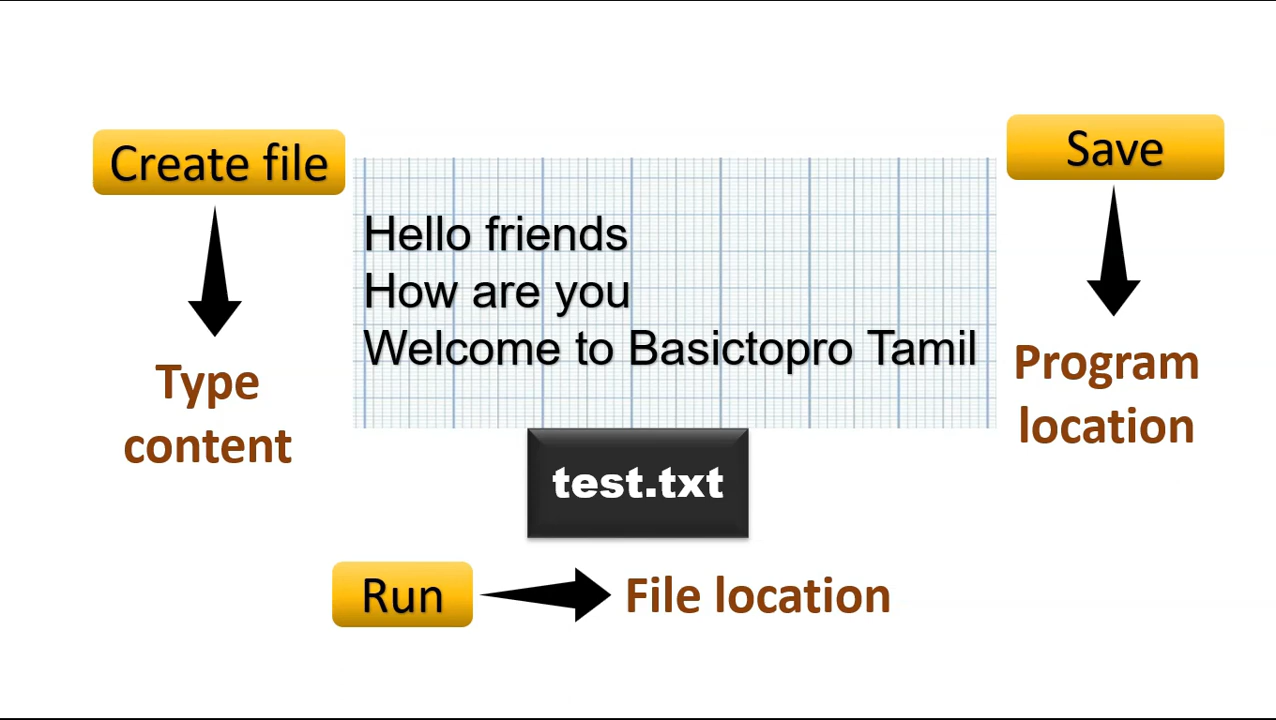 Create file
Save
Hello friends
How are you
Welcome to Basictopro Tamil
Type
content
Program
location
test.txt
Run
File location